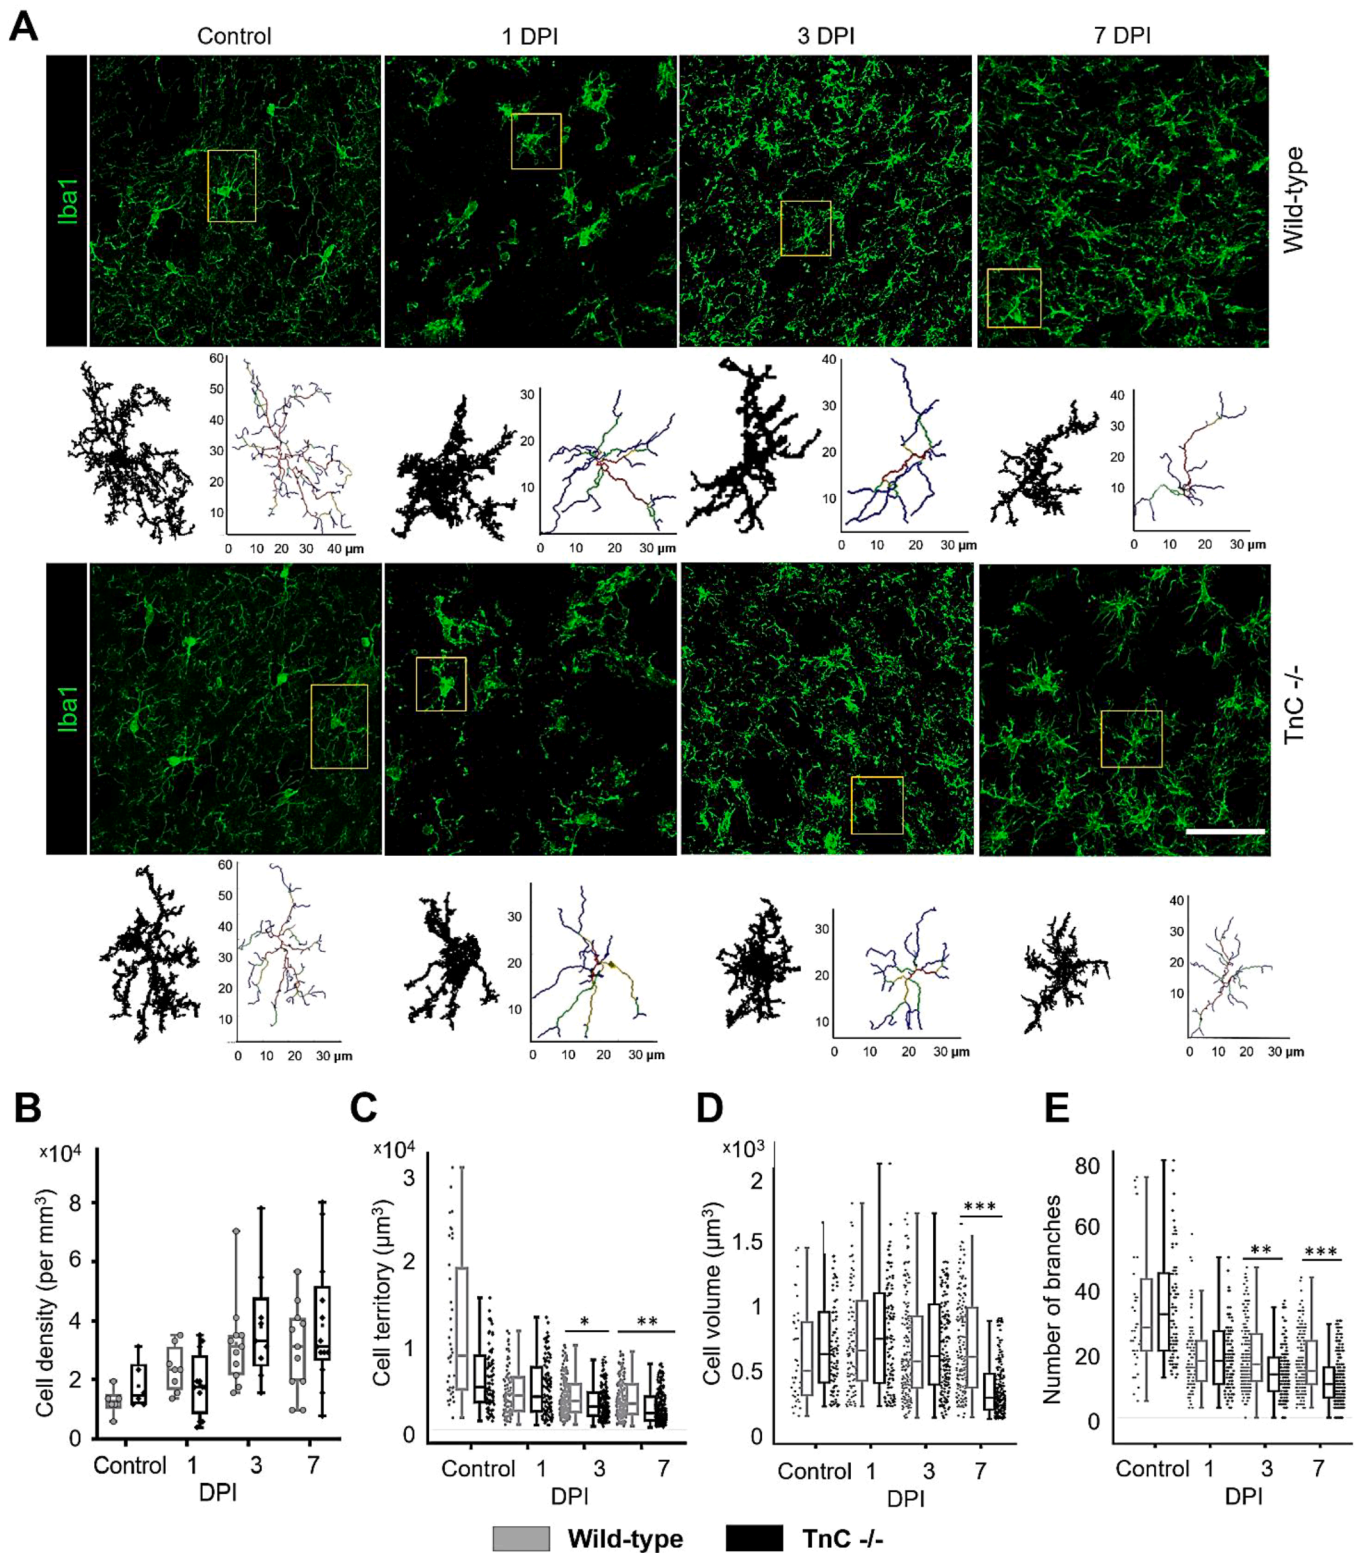 A
Control 1 DPI 3 DPI 7 DPI
Iba1
Wild-type
60
50
40
30
20
10
0 10 20 30 40 µm
30
20
10
0 10 20 30 µm
40
30
20
10
0 10 20 30 µm
40
30
20
10
0 10 20 30 µm
Iba1
TnC -/-
60
50
40
30
20
10
0 10 20 30 µm
30
20
10
0 10 20 30 µm
30
20
10
0 10 20 30 µm
40
30
20
10
0 10 20 30 µm
B
x10⁴
Cell density (per mm³)
8
6
4
2
0
Control 1 3 7
DPI
C
x10⁴
Cell territory (µm³)
3
2
1
0
* **
Control 1 3 7
DPI
D
x10³
Cell volume (µm³)
2
1.5
1
0.5
0
***
Control 1 3 7
DPI
E
Number of branches
80
60
40
20
0
** ***
Control 1 3 7
DPI
Wild-type TnC -/-